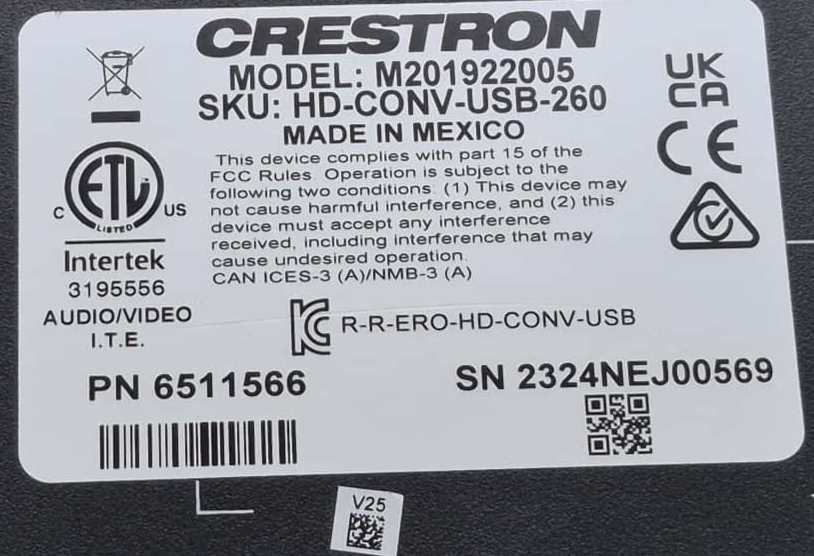 CRESTRON
MODEL: M201922005
SKU: HD-CONV-USB-260
MADE IN MEXICO
This device complies with part 15 of the
FCC Rules. Operation is subject to the
following two conditions: (1) This device may
not cause harmful interference, and (2) this
device must accept any interference
received, including interference that may
cause undesired operation.
CAN ICES-3 (A)/NMB-3 (A)
UK
CA
CE
ETL
LISTED
C US
Intertek
3195556
AUDIO/VIDEO
I.T.E.
R-R-ERO-HD-CONV-USB
PN 6511566
SN 2324NEJ00569
V25